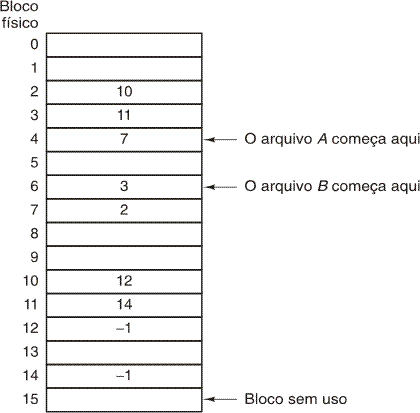 Bloco
físico
0
1
2 10
3 11
4 7 O arquivo A começa aqui
5
6 3 O arquivo B começa aqui
7 2
8
9
10 12
11 14
12 –1
13
14 –1
15 Bloco sem uso